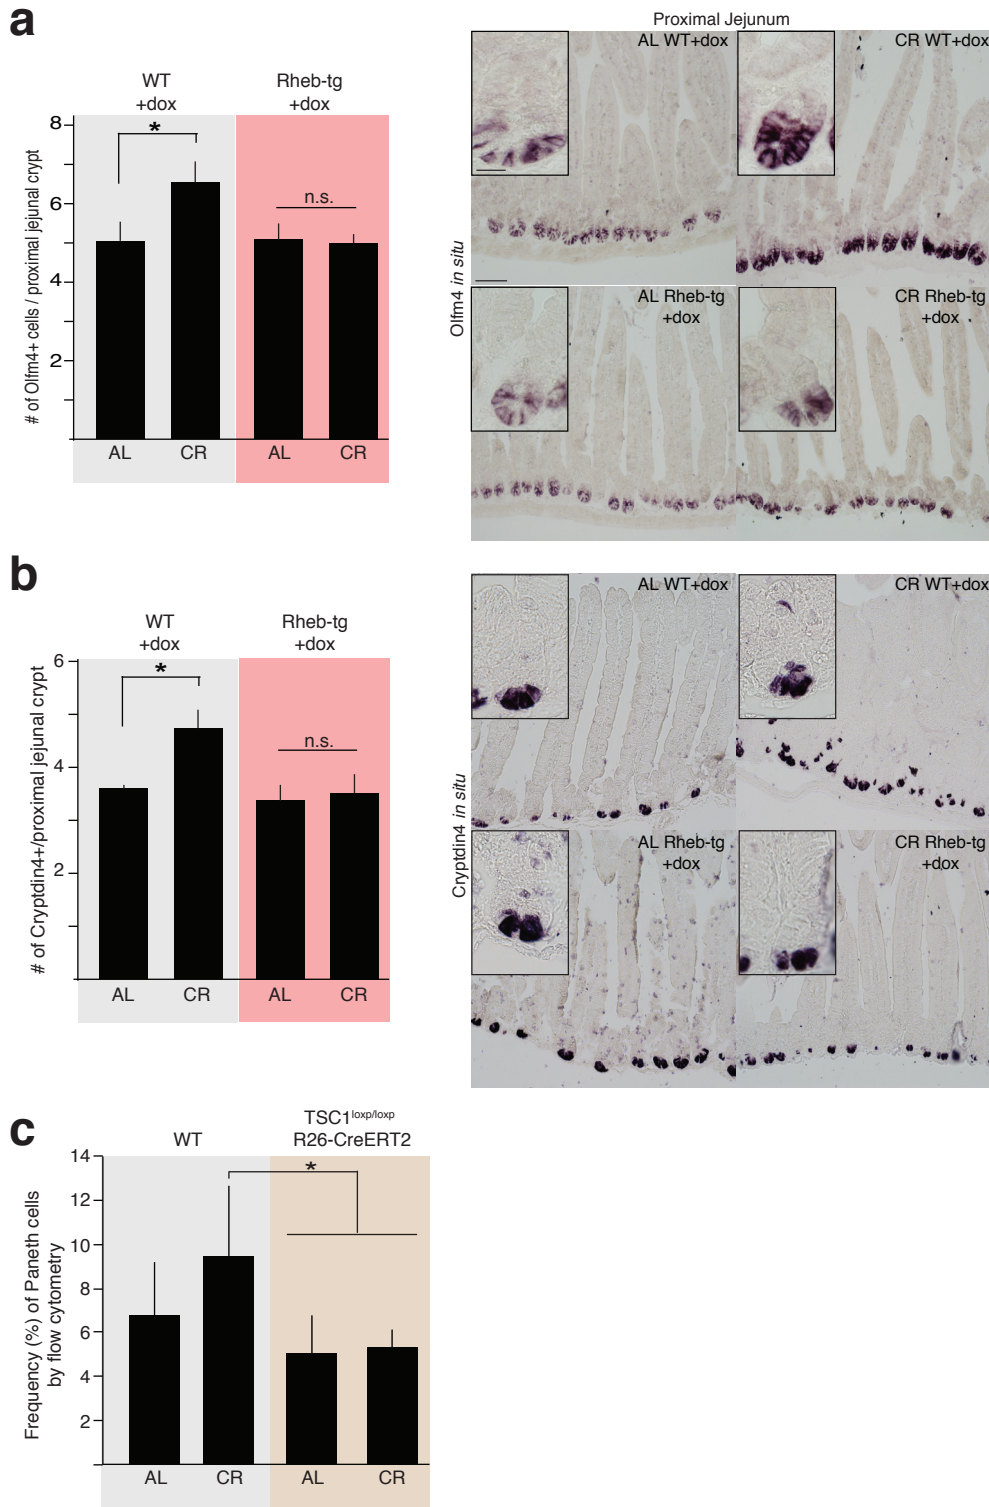 a
WT
+dox
Rheb-tg
+dox
# of Olfm4+ cells / proximal jejunal crypt
8
6
4
2
*
n.s.
AL
CR
AL
CR
Proximal Jejunum
Olfm4 in situ
AL WT+dox
CR WT+dox
AL Rheb-tg
+dox
CR Rheb-tg
+dox
b
WT
+dox
Rheb-tg
+dox
# of Cryptdin4+/proximal jejunal crypt
6
4
2
*
n.s.
AL
CR
AL
CR
Cryptdin4 in situ
AL WT+dox
CR WT+dox
AL Rheb-tg
+dox
CR Rheb-tg
+dox
c
WT
TSC1loxp/loxp
R26-CreERT2
Frequency (%) of Paneth cells
by flow cytometry
14
12
10
8
6
4
2
*
AL
CR
AL
CR